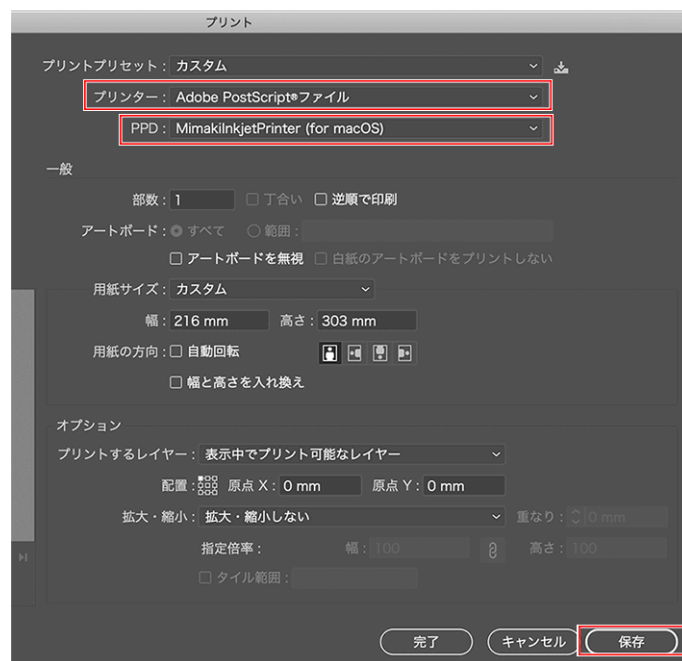 プリント
プリントプリセット：カスタム
プリンター：Adobe PostScript®ファイル
PPD：MimakiInkjetPrinter (for macOS)
一般
部数：1 丁合い 逆順で印刷
アートボード：すべて 範囲：
アートボードを無視 白紙のアートボードをプリントしない
用紙サイズ：カスタム
幅：216 mm 高さ：303 mm
用紙の方向：自動回転
幅と高さを入れ換え
オプション
プリントするレイヤー：表示中でプリント可能なレイヤー
配置：原点 X：0 mm 原点 Y：0 mm
拡大・縮小：拡大・縮小しない 重なり：0 mm
指定倍率： 幅：100 高さ：100
タイル範囲：
完了 キャンセル 保存